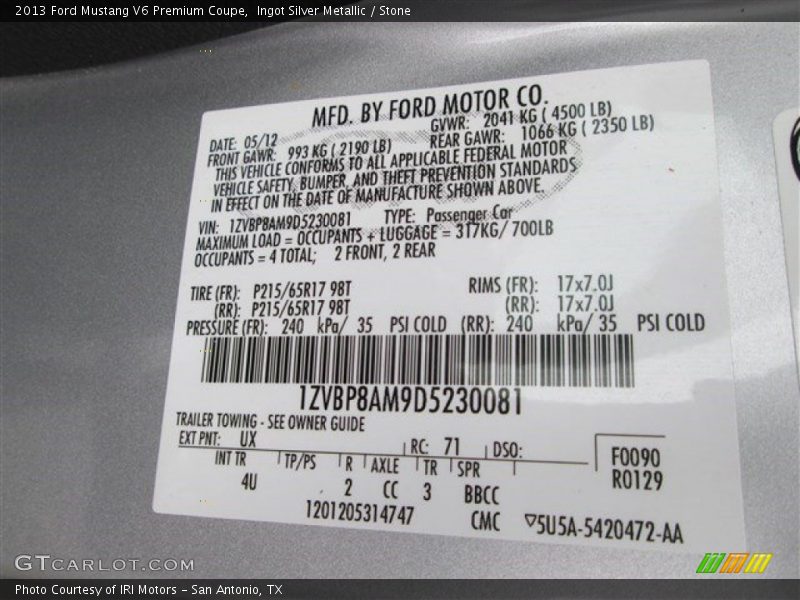 2013 Ford Mustang V6 Premium Coupe,  Ingot Silver Metallic / Stone
MFD. BY FORD MOTOR CO.
DATE: 05/12 GVWR: 2041 KG ( 4500 LB)
FRONT GAWR: 993 KG ( 2190 LB) REAR GAWR: 1066 KG ( 2350 LB)
THIS VEHICLE CONFORMS TO ALL APPLICABLE FEDERAL MOTOR
VEHICLE SAFETY, BUMPER, AND THEFT PREVENTION STANDARDS
IN EFFECT ON THE DATE OF MANUFACTURE SHOWN ABOVE.
VIN: 1ZVBP8AM9D5230081 TYPE: Passenger Car
MAXIMUM LOAD = OCCUPANTS + LUGGAGE = 317KG/ 700LB
OCCUPANTS = 4 TOTAL; 2 FRONT, 2 REAR
TIRE (FR): P215/65R17 98T RIMS (FR): 17x7.0J
(RR): P215/65R17 98T (RR): 17x7.0J
PRESSURE (FR): 240 kPa/ 35 PSI COLD (RR): 240 kPa/ 35 PSI COLD
1ZVBP8AM9D5230081
TRAILER TOWING - SEE OWNER GUIDE
EXT PNT: UX RC: 71 DSO: F0090
INT TR TP/PS R AXLE TR SPR R0129
4U 2 CC 3 BBCC
1201205314747 CMC ▽5U5A-5420472-AA
GTCARLOT.COM
Photo Courtesy of IRI Motors – San Antonio, TX